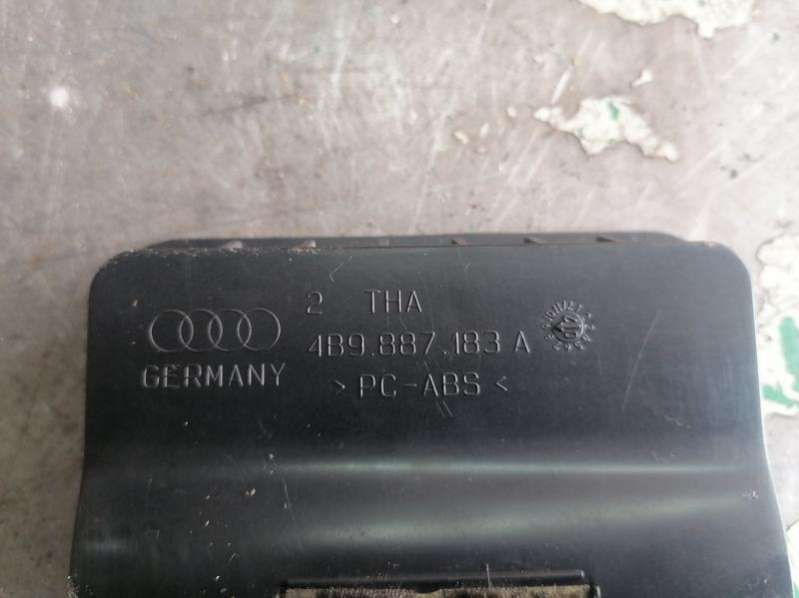 2 THA
4B9.887.183 A
GERMANY
>PC-ABS<